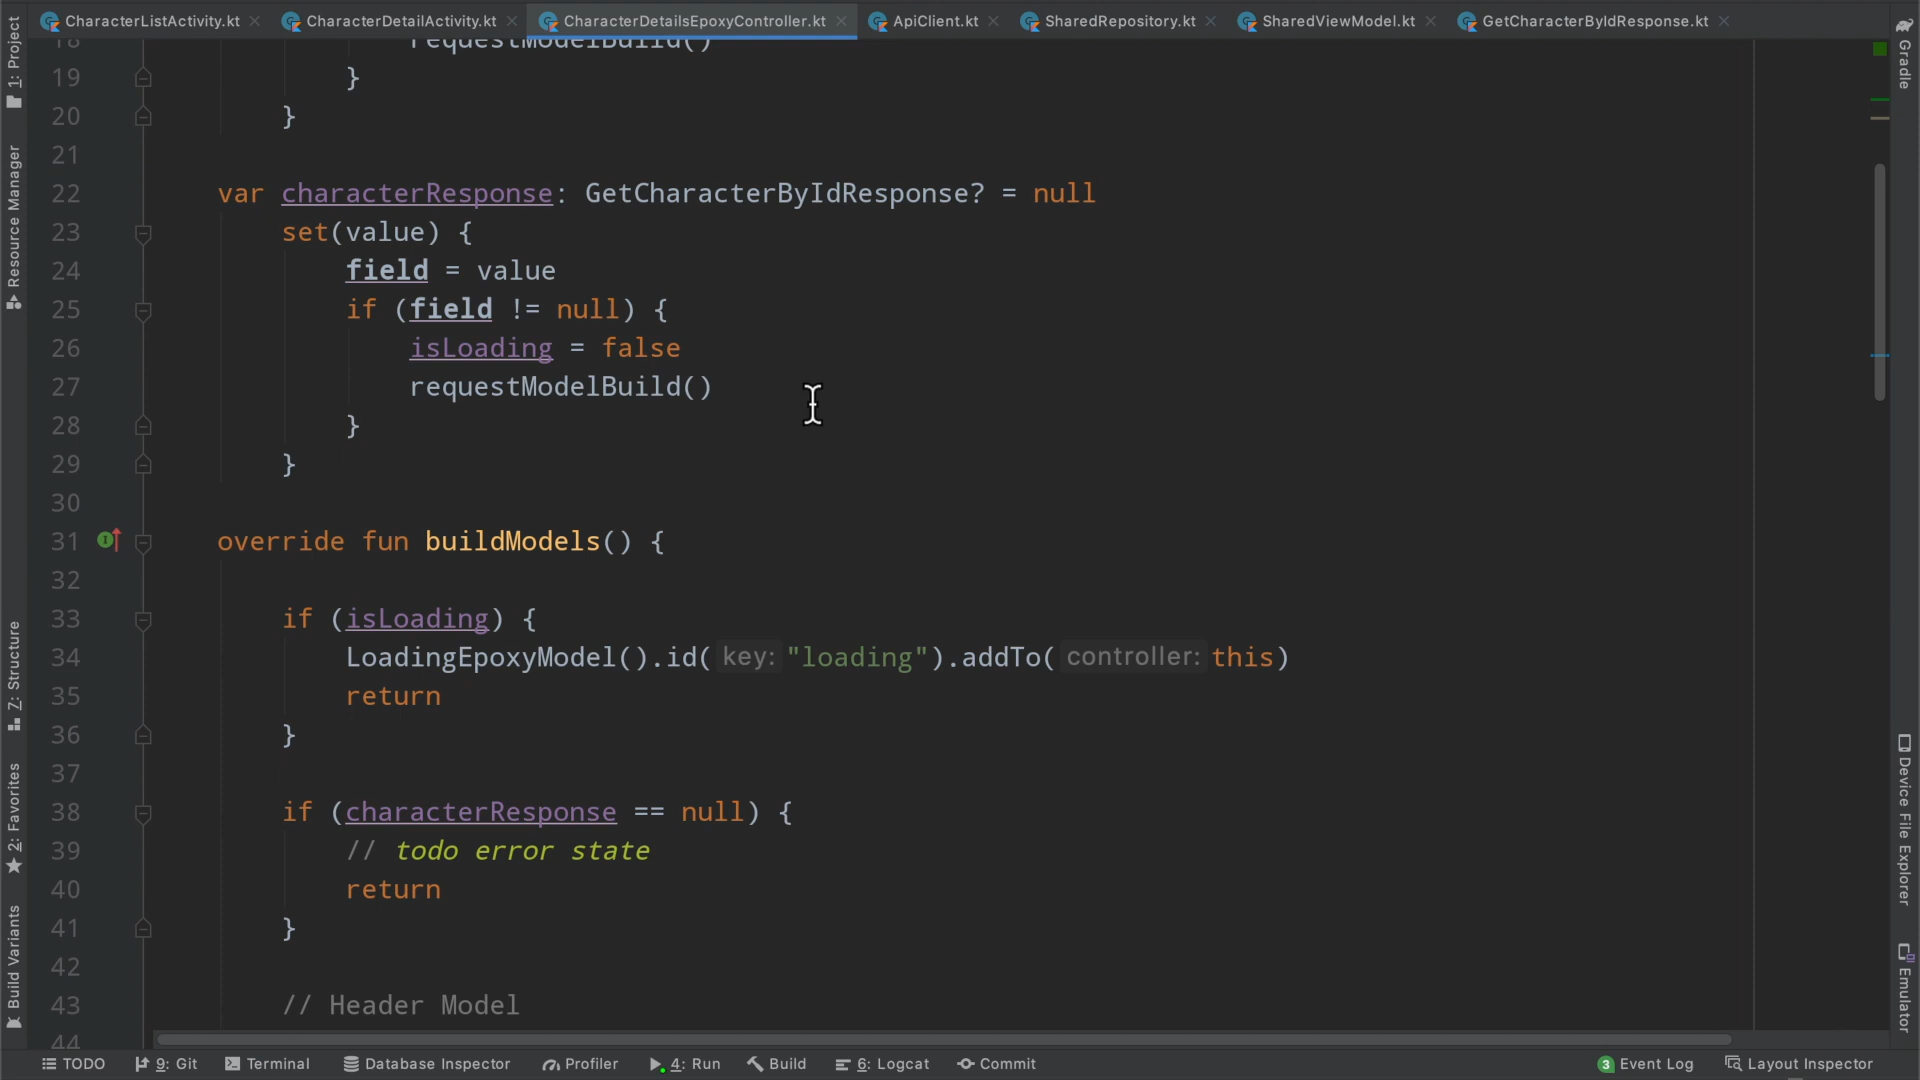 CharacterListActivity.kt
CharacterDetailActivity.kt
CharacterDetailsEpoxyController.kt
ApiClient.kt
SharedRepository.kt
SharedViewModel.kt
GetCharacterByIdResponse.kt
1: Project
Resource Manager
7: Structure
2: Favorites
Build Variants
18 requestModelBuild()
19 }
20 }
21
22 var characterResponse: GetCharacterByIdResponse? = null
23 set(value) {
24 field = value
25 if (field != null) {
26 isLoading = false
27 requestModelBuild()
28 }
29 }
30
31 override fun buildModels() {
32
33 if (isLoading) {
34 LoadingEpoxyModel().id( key: "loading").addTo( controller: this)
35 return
36 }
37
38 if (characterResponse == null) {
39 // todo error state
40 return
41 }
42
43 // Header Model
44
Gradle
Device File Explorer
Emulator
TODO
9: Git
Terminal
Database Inspector
Profiler
4: Run
Build
6: Logcat
Commit
3 Event Log
Layout Inspector